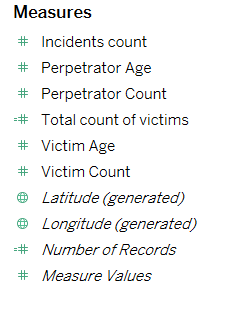 Measures
# Incidents count
# Perpetrator Age
# Perpetrator Count
=# Total count of victims
# Victim Age
# Victim Count
Latitude (generated)
Longitude (generated)
=# Number of Records
# Measure Values